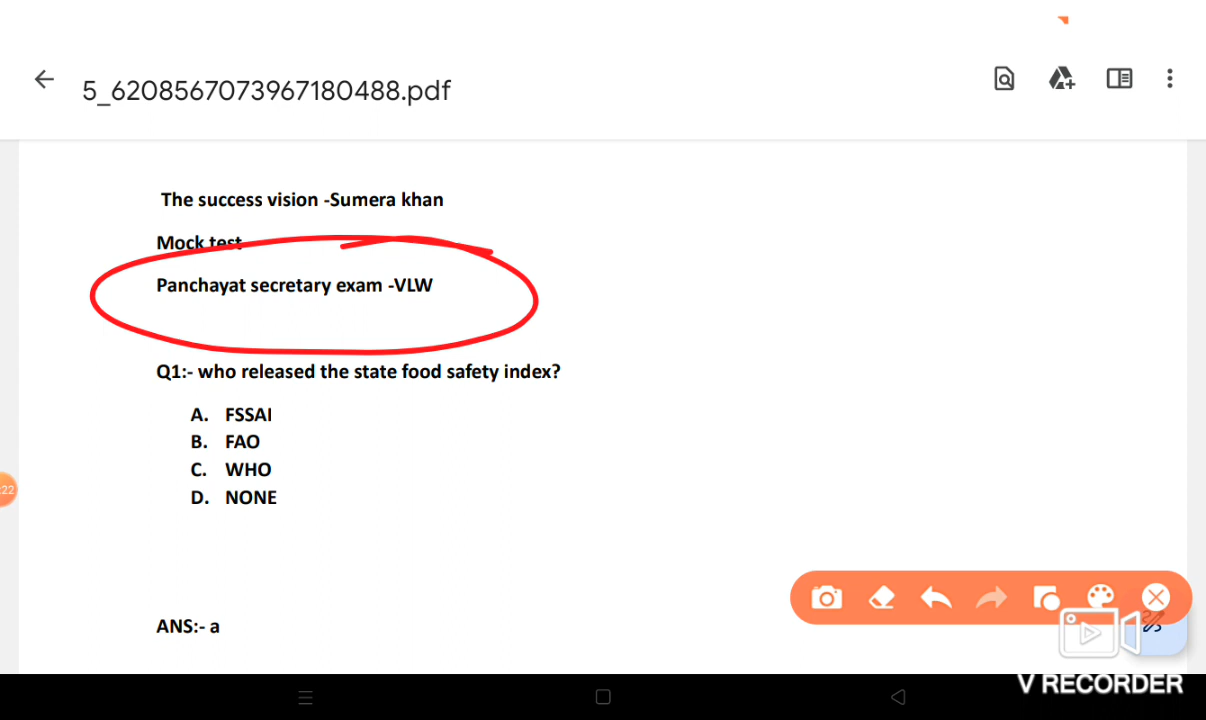 5_6208567073967180488.pdf
The success vision -Sumera khan
Mock test
Panchayat secretary exam -VLW
Q1:- who released the state food safety index?
A. FSSAI
B. FAO
C. WHO
D. NONE
:22
ANS:- a
V RECORDER